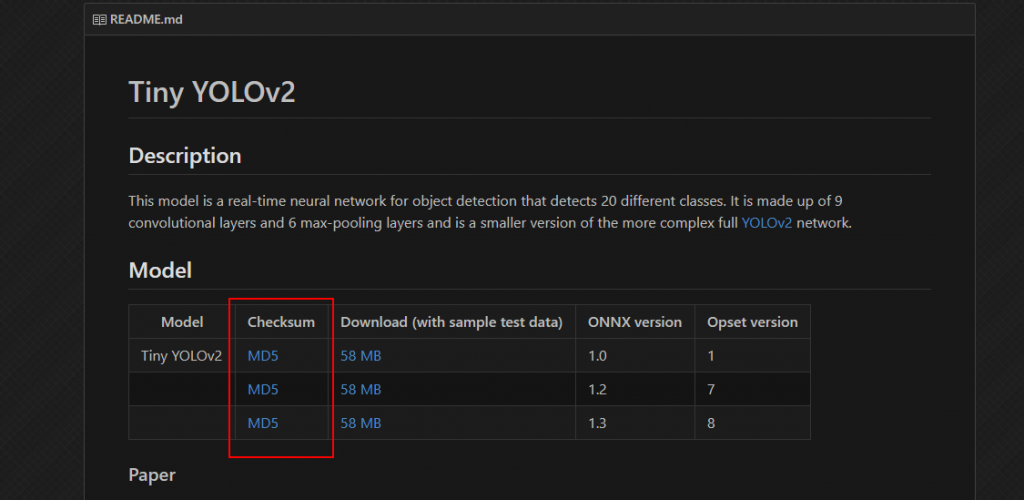 README.md
Tiny YOLOv2
Description
This model is a real-time neural network for object detection that detects 20 different classes. It is made up of 9
convolutional layers and 6 max-pooling layers and is a smaller version of the more complex full YOLOv2 network.
Model
Model Checksum Download (with sample test data) ONNX version Opset version
Tiny YOLOv2 MD5 58 MB 1.0 1
MD5 58 MB 1.2 7
MD5 58 MB 1.3 8
Paper